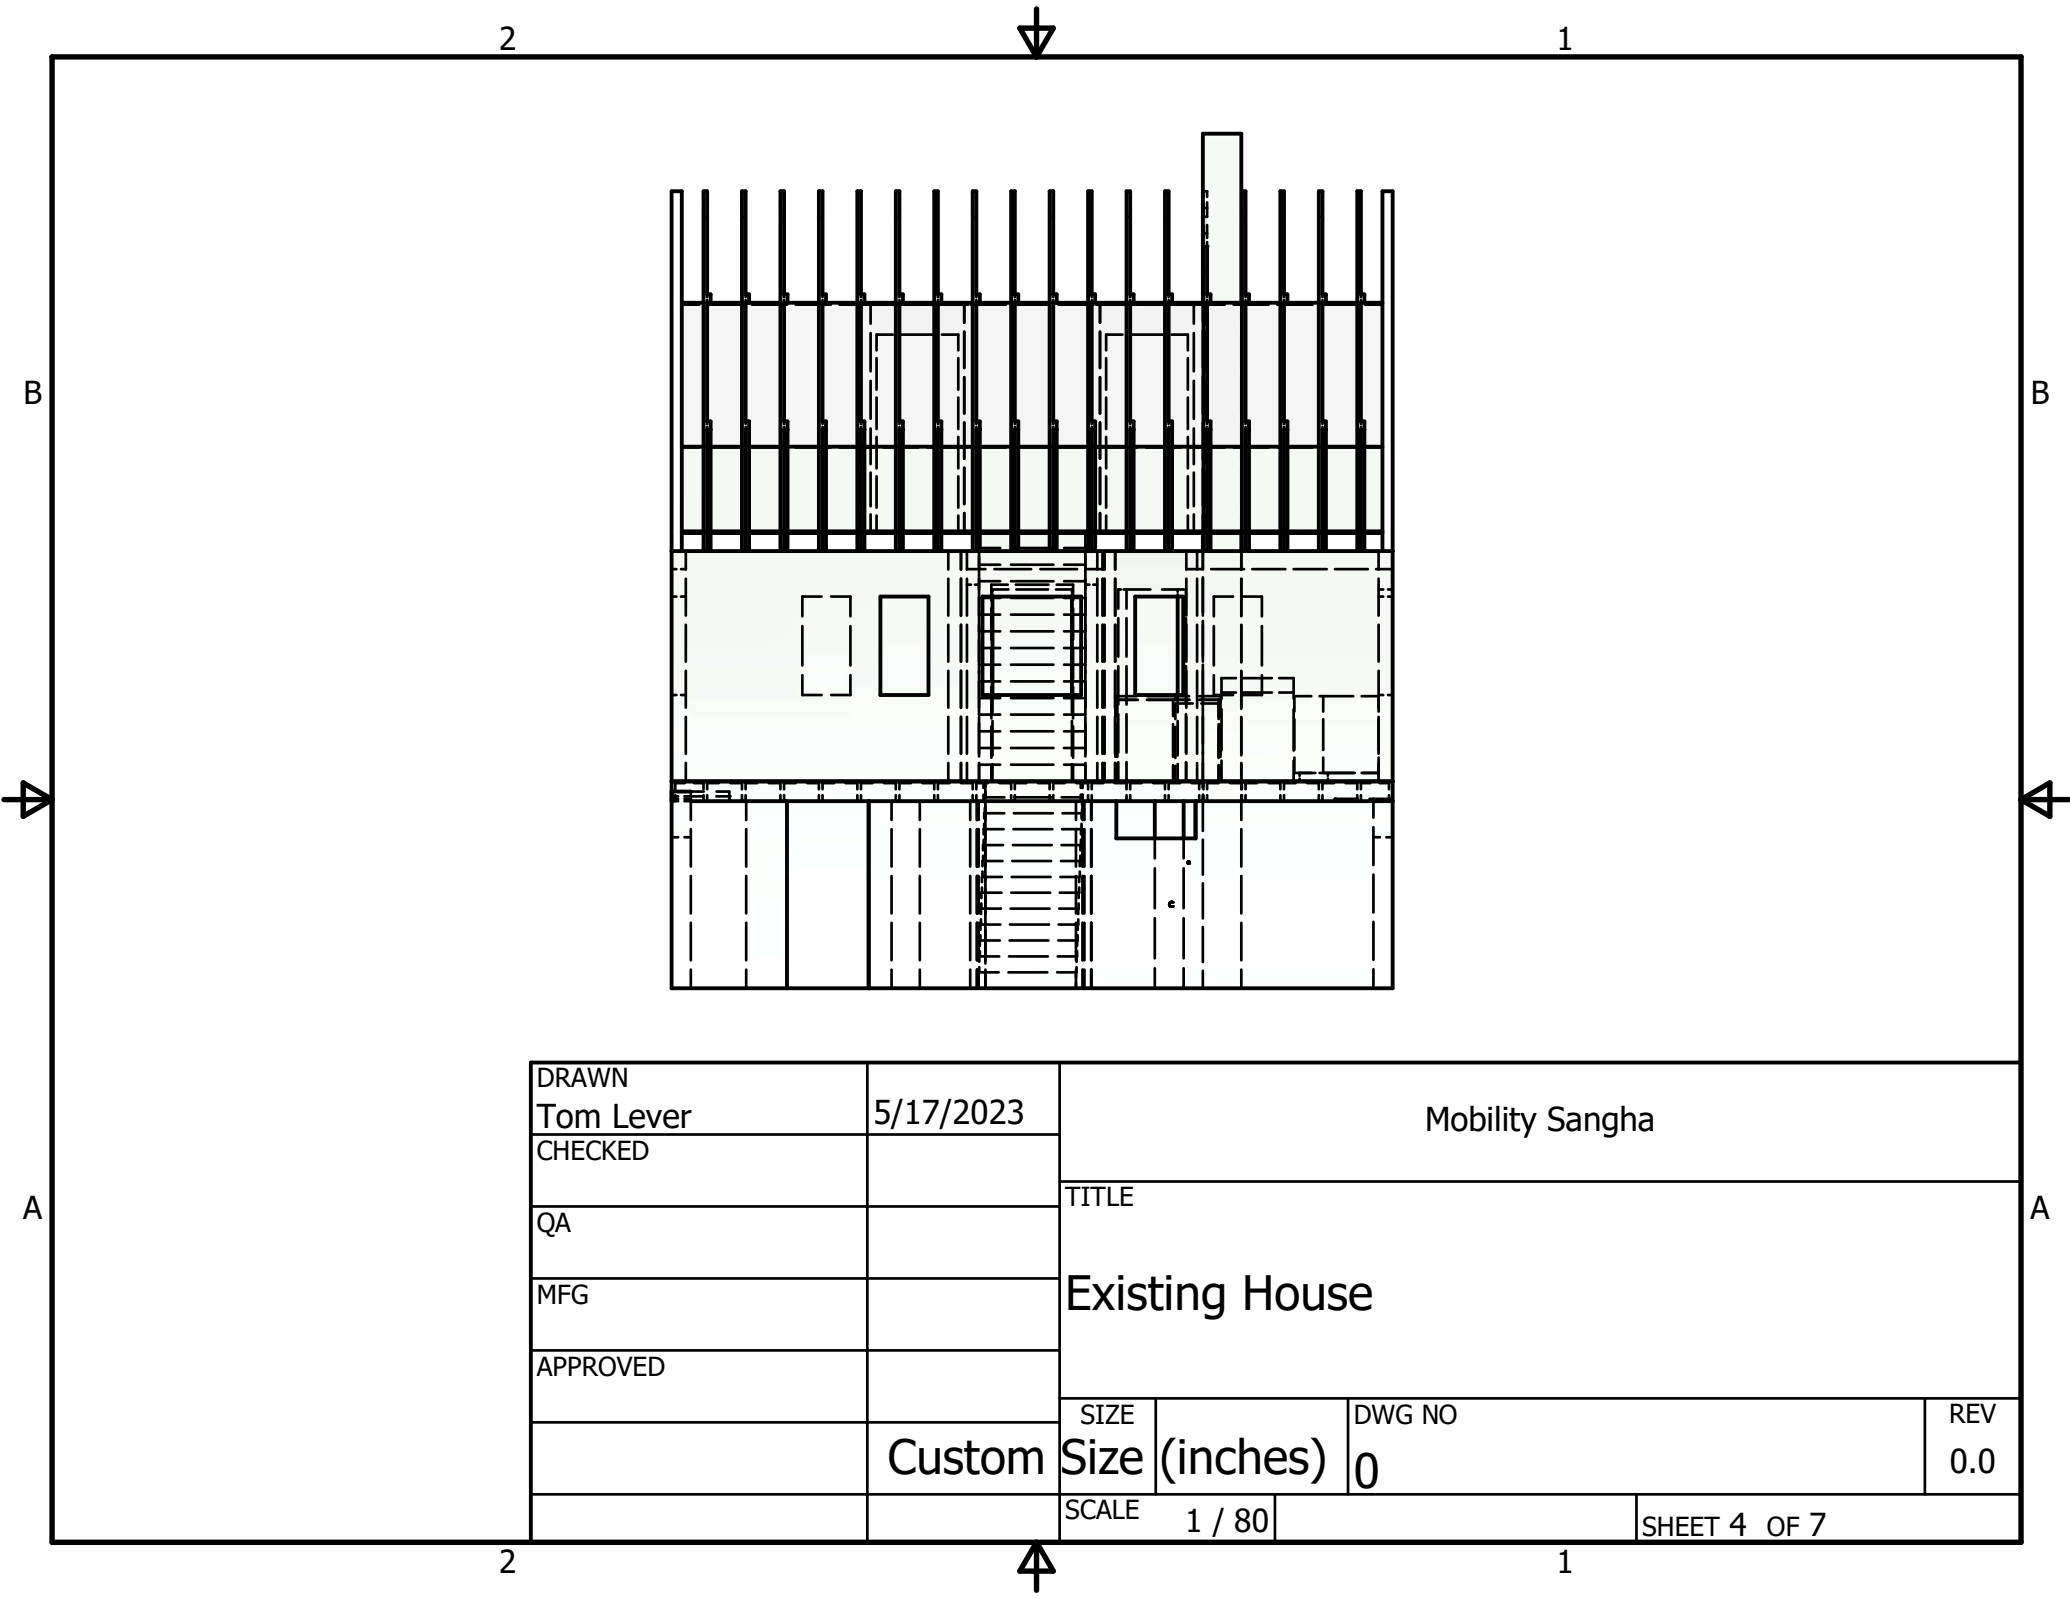 2 1
B B
A A
DRAWN
Tom Lever 5/17/2023
Mobility Sangha
CHECKED
TITLE
QA
Existing House
MFG
APPROVED
SIZE DWG NO REV
Custom Size (inches) 0 0.0
SCALE 1 / 80 SHEET 4 OF 7
2 1